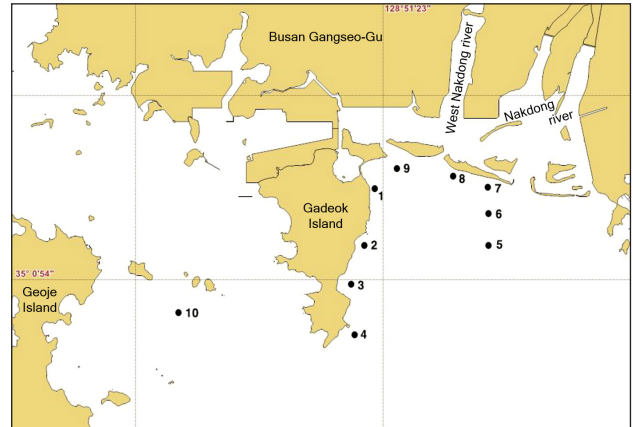 128°51'23"
Busan Gangseo-Gu
West Nakdong river
Nakdong
river
9
8
7
1
Gadeok
Island
6
2
5
35° 0'54"
Geoje
Island
3
10
4